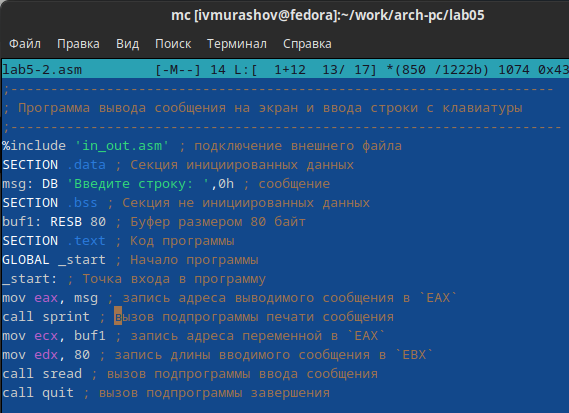 mc [ivmurashov@fedora]:~/work/arch-pc/lab05
Файл Правка Вид Поиск Терминал Справка
lab5-2.asm [-M--] 14 L:[ 1+12 13/ 17] *(850 /1222b) 1074 0x43
;--------------------------------------------------------------------
; Программа вывода сообщения на экран и ввода строки с клавиатуры
;---------------------------------------------------------------------
%include 'in_out.asm' ; подключение внешнего файла
SECTION .data ; Секция инициированных данных
msg: DB 'Введите строку: ',0h ; сообщение
SECTION .bss ; Секция не инициированных данных
buf1: RESB 80 ; Буфер размером 80 байт
SECTION .text ; Код программы
GLOBAL _start ; Начало программы
_start: ; Точка входа в программу
mov eax, msg ; запись адреса выводимого сообщения в `EAX`
call sprint ; вызов подпрограммы печати сообщения
mov ecx, buf1 ; запись адреса переменной в `EAX`
mov edx, 80 ; запись длины вводимого сообщения в `EBX`
call sread ; вызов подпрограммы ввода сообщения
call quit ; вызов подпрограммы завершения